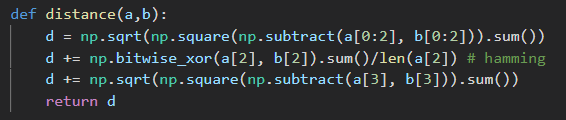 def distance(a,b):
    d = np.sqrt(np.square(np.subtract(a[0:2], b[0:2])).sum())
    d += np.bitwise_xor(a[2], b[2]).sum()/len(a[2]) # hamming
    d += np.sqrt(np.square(np.subtract(a[3], b[3])).sum())
    return d